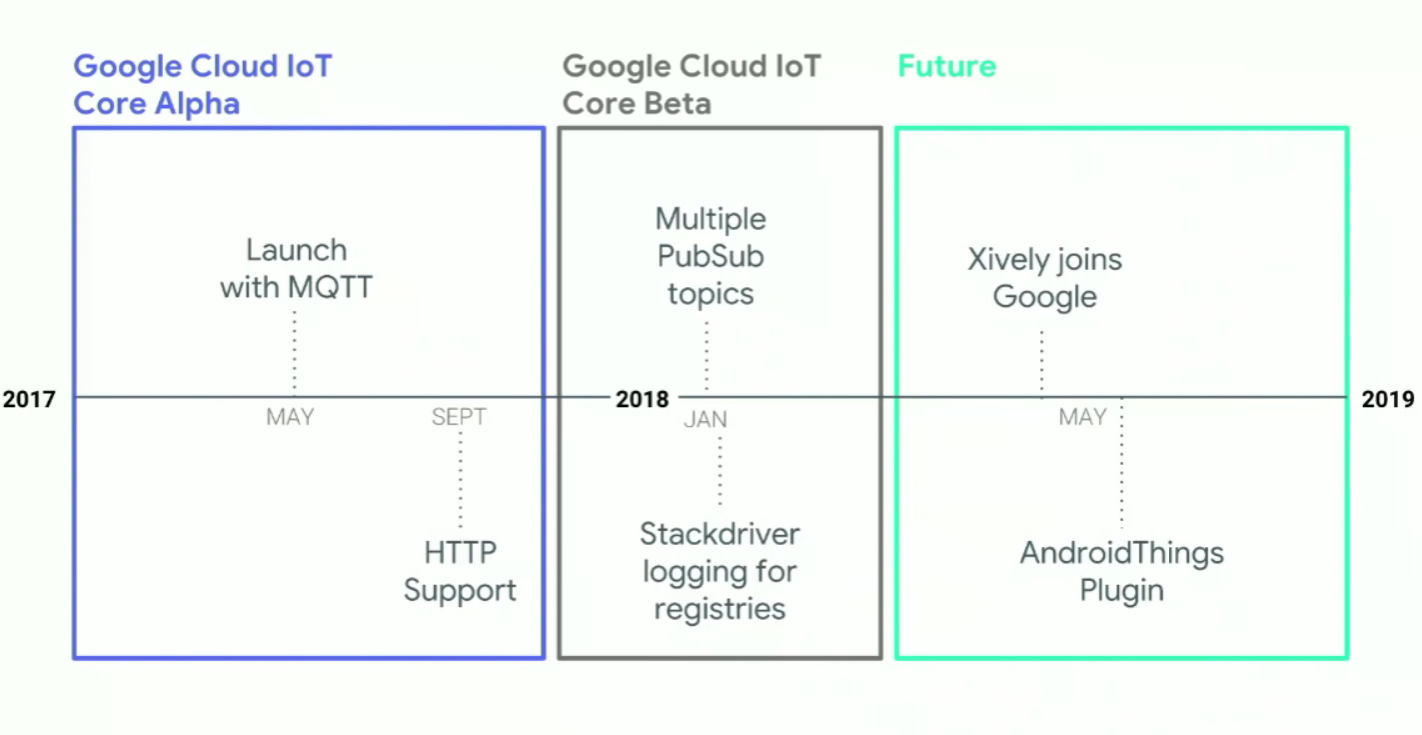 Google Cloud IoT
Core Alpha
Google Cloud IoT
Core Beta
Future
Launch
with MQTT
Multiple
PubSub
topics
Xively joins
Google
2017
2018
2019
MAY
SEPT
JAN
MAY
HTTP
Support
Stackdriver
logging for
registries
AndroidThings
Plugin